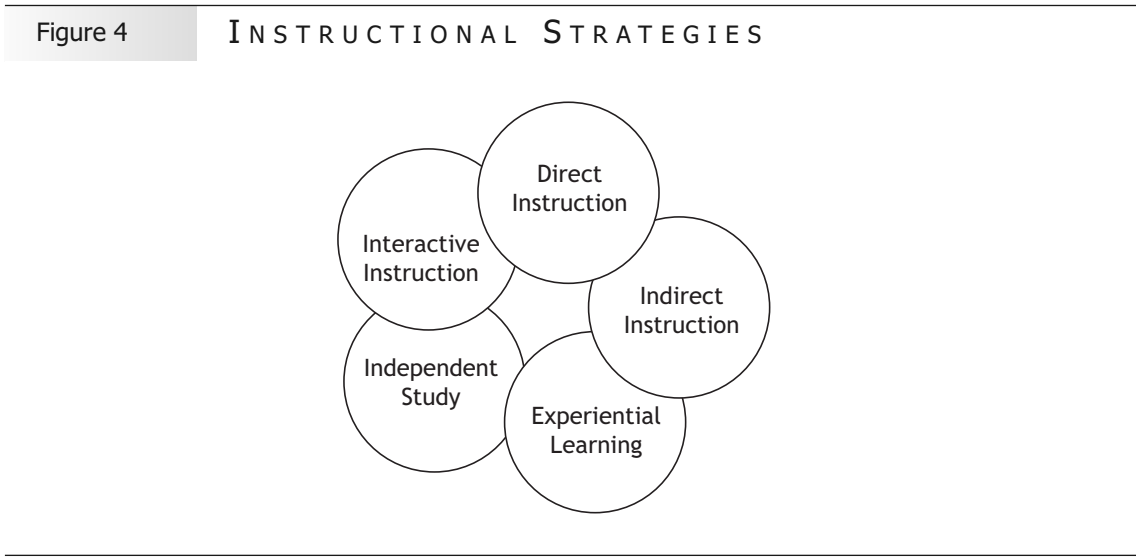 Figure 4
INSTRUCTIONAL STRATEGIES
Direct
Instruction
Interactive
Instruction
Indirect
Instruction
Independent
Study
Experiential
Learning